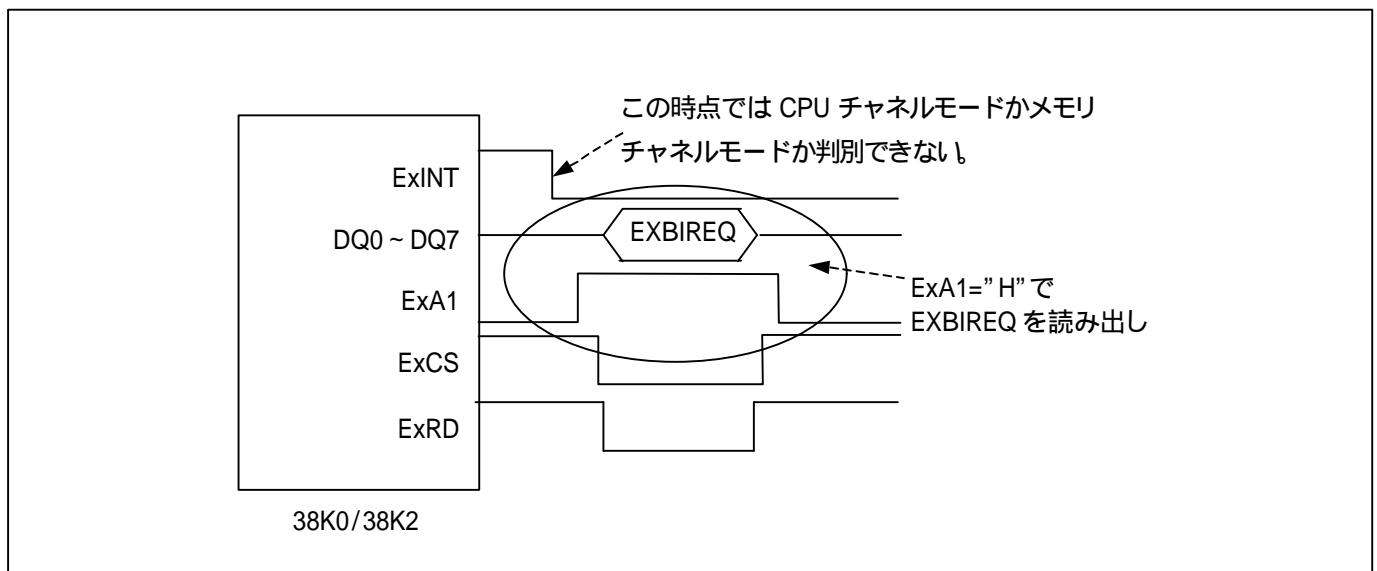 この時点では CPU チャネルモードかメモリ
チャネルモードか判別できない。
ExINT
DQ0 ~ DQ7
EXBIREQ
ExA1
ExA1=”H”で
EXBIREQ を読み出し
ExCS
ExRD
38K0/38K2